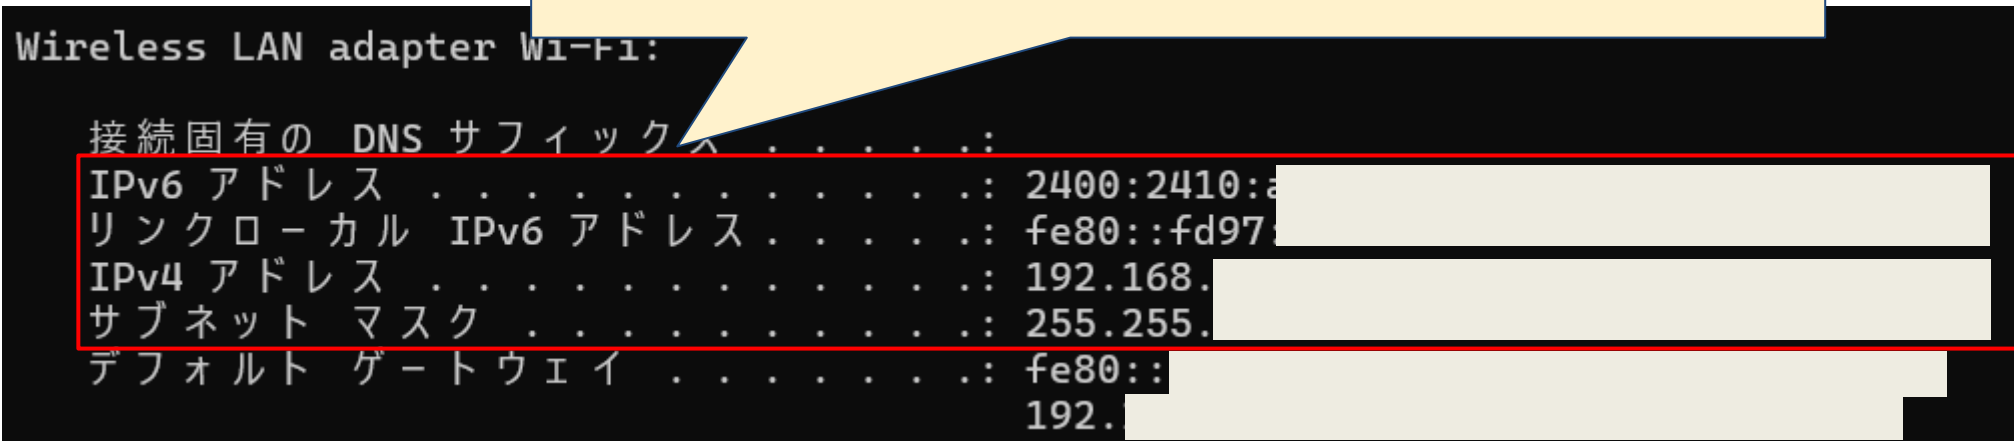 Wireless LAN adapter Wi-Fi:
接続固有の DNS サフィックス . . . . .:
IPv6 アドレス . . . . . . . . . . . .: 2400:2410:a
リンクローカル IPv6 アドレス. . . . .: fe80::fd97:
IPv4 アドレス . . . . . . . . . . . .: 192.168.
サブネット マスク . . . . . . . . . .: 255.255.
デフォルト ゲートウェイ . . . . . . .: fe80::
192.